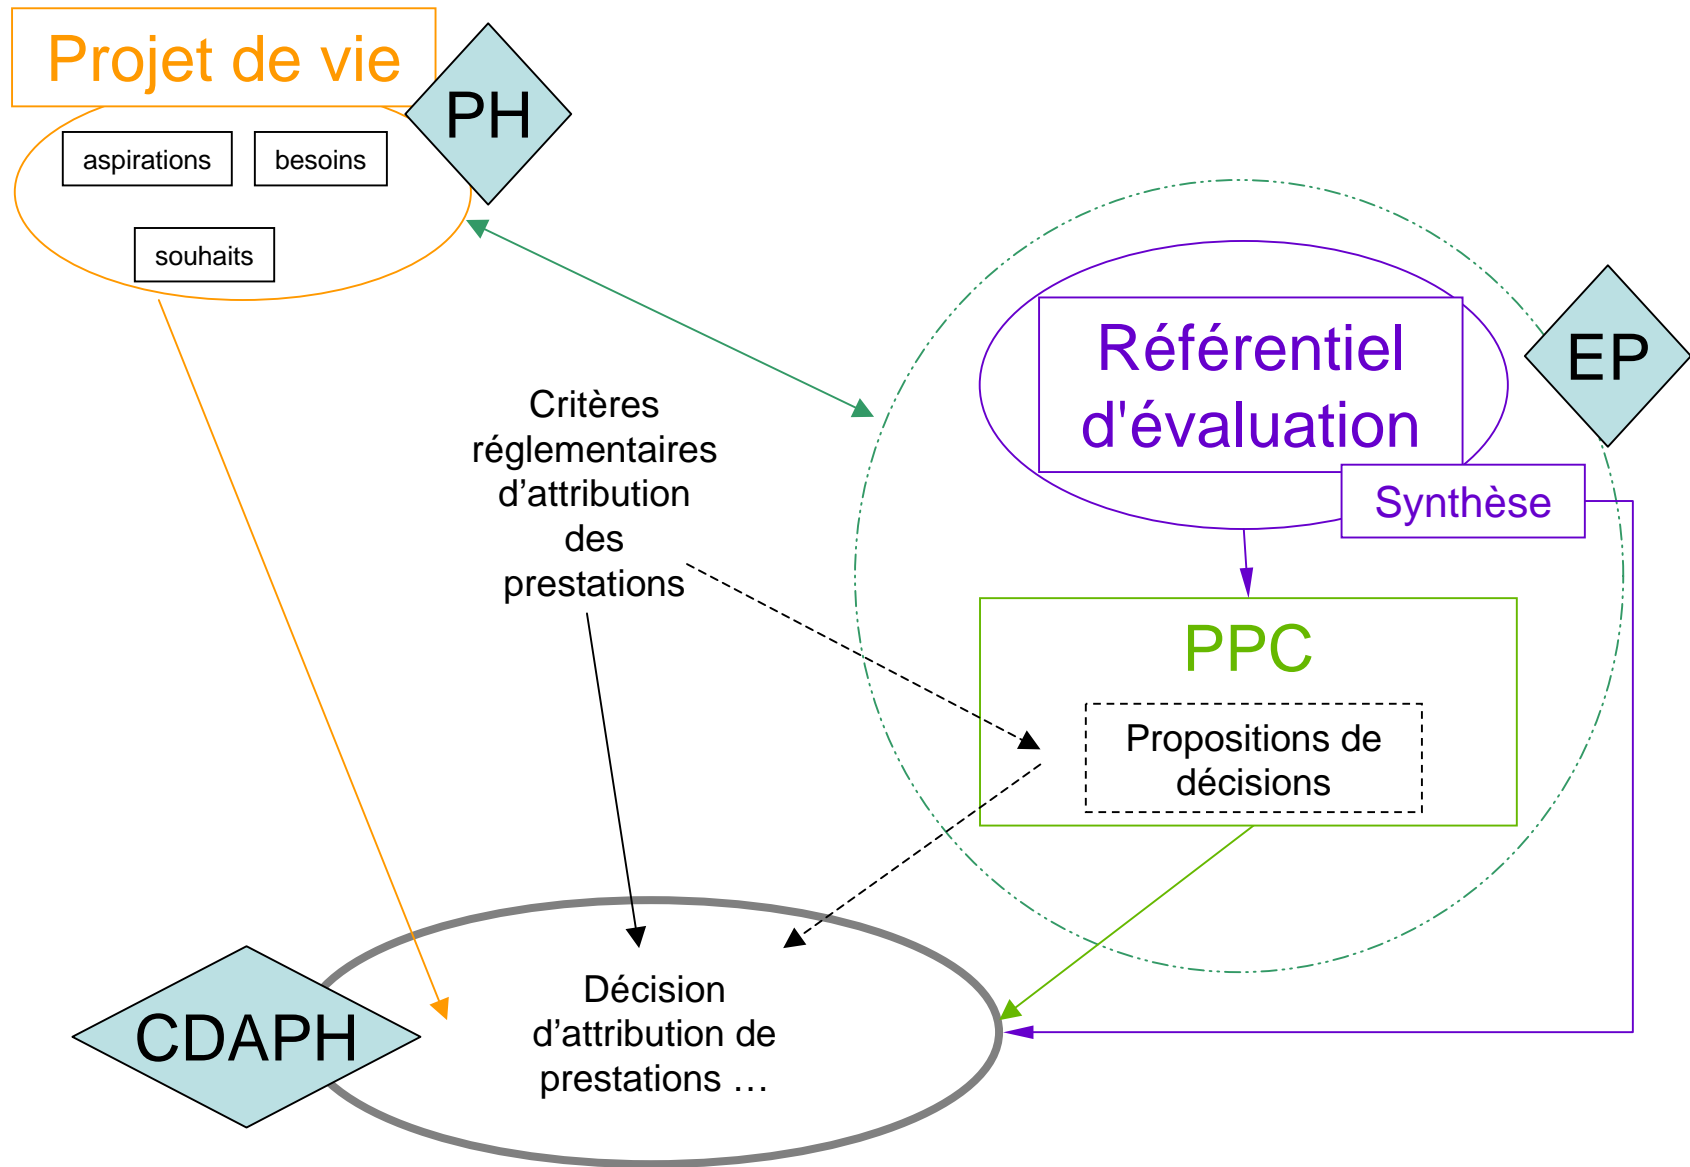 Projet de vie
PH
aspirations
besoins
souhaits
Référentiel
d'évaluation
EP
Synthèse
Critères
réglementaires
d’attribution
des
prestations
PPC
Propositions de
décisions
CDAPH
Décision
d’attribution de
prestations …